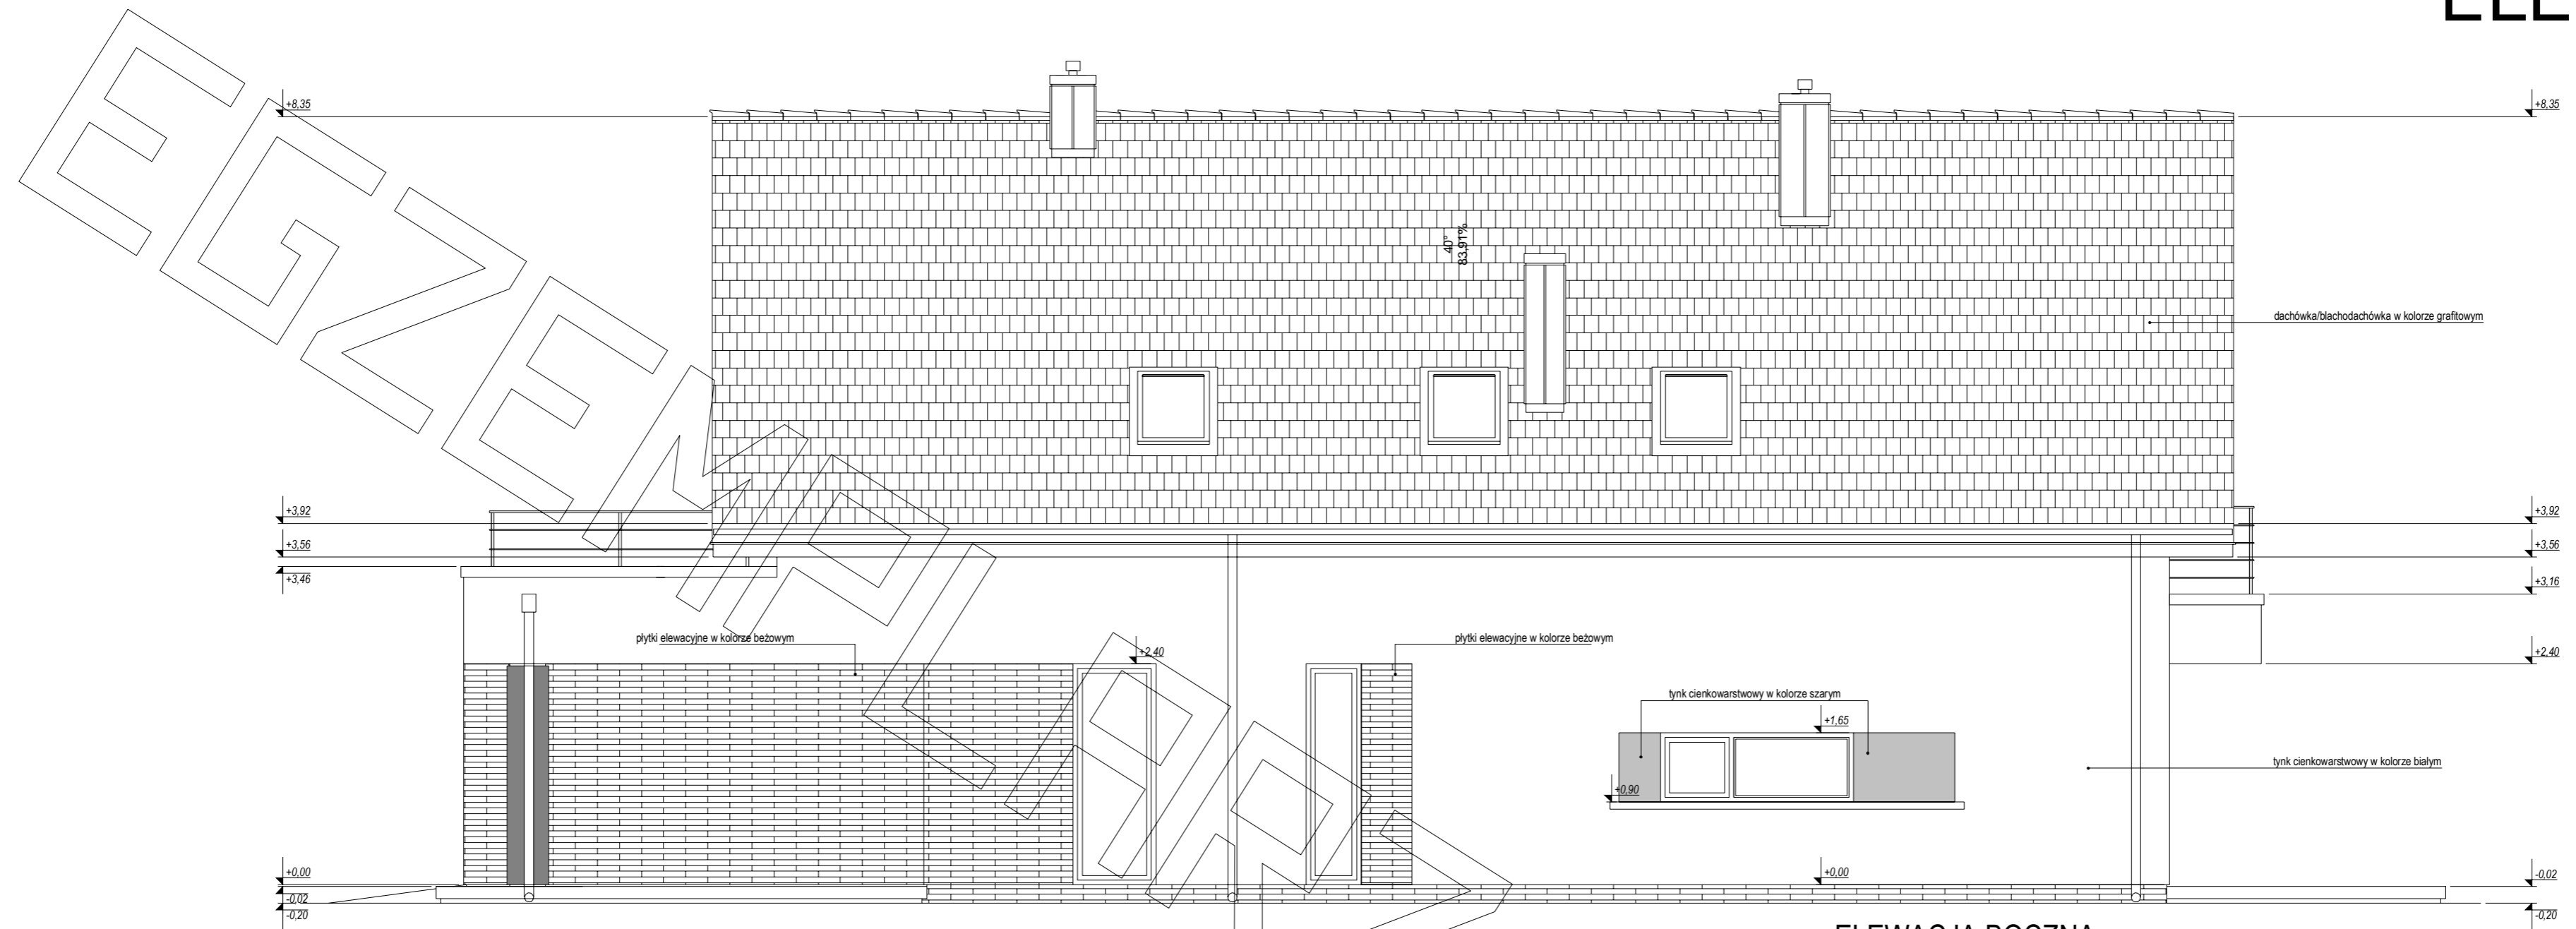 ELE
+8,35
+8,35
40°
83,91%
dachówka/blachodachówka w kolorze grafitowym
+3,92
+3,92
+3,56
+3,56
+3,46
+3,16
płytki elewacyjne w kolorze beżowym
płytki elewacyjne w kolorze beżowym
+2,40
+2,40
tynk cienkowarstwowy w kolorze szarym
+1,65
tynk cienkowarstwowy w kolorze białym
+0,90
+0,00
+0,00
-0,02
-0,02
-0,20
-0,20
ELEWACJA BOCZNA
EGZEMPLARZ